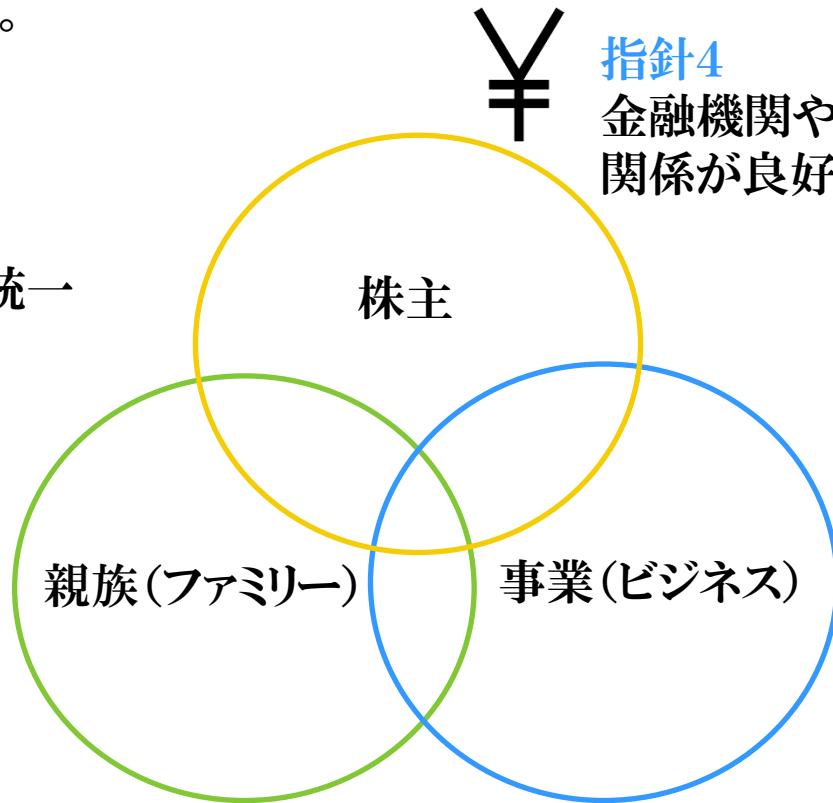 。
¥
指針4
金融機関や
関係が良好
統一
株主
親族（ファミリー）
事業（ビジネス）